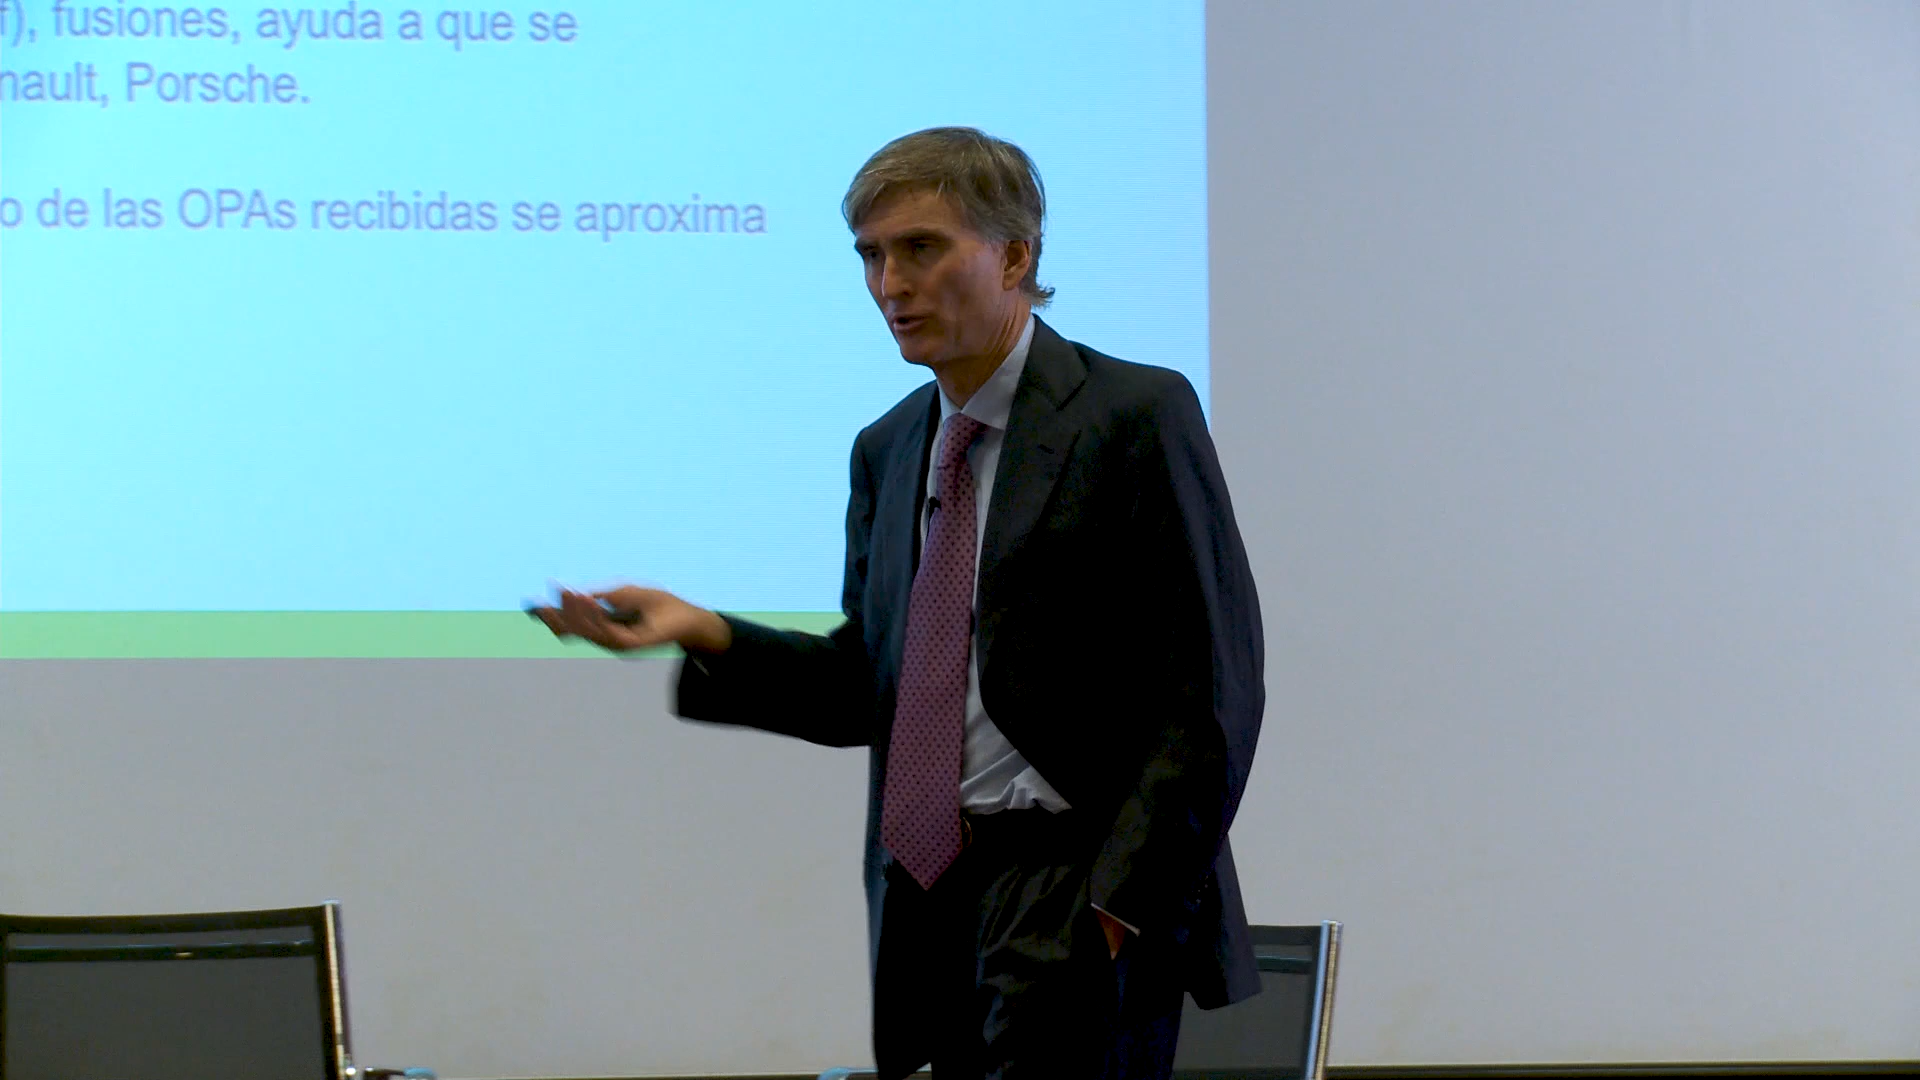 f), fusiones, ayuda a que se
nault, Porsche.
o de las OPAs recibidas se aproxima